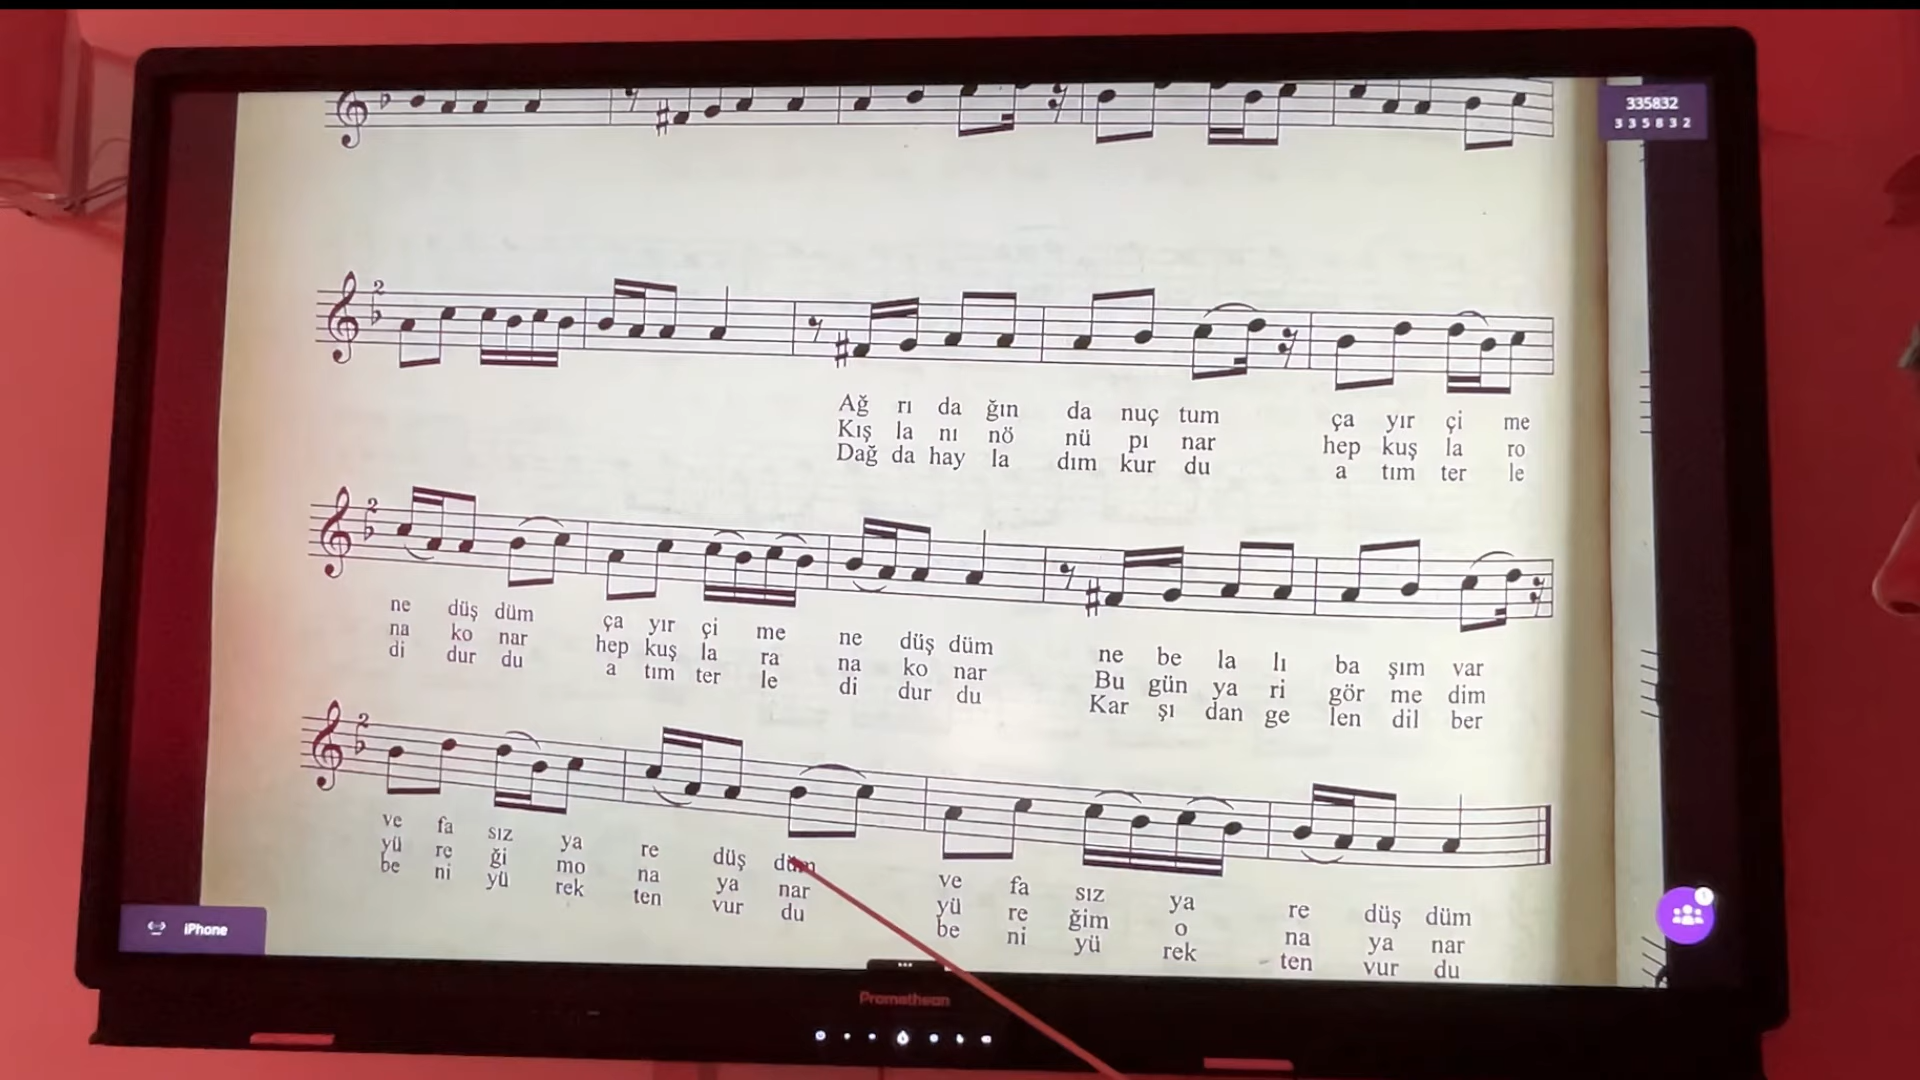 335832
335832
2
Ağ rı da ğın da nuç tum ça yır çi me
Kış la nı nö nü pı nar hep kuş la ro
Dağ da hay la dım kur du a tım ter le
2
ne düş düm ça yır çi me ne düş düm ne be la lı ba şım var
na ko nar hep kuş la ra na ko nar Bu gün ya ri gör me dim
di dur du a tım ter le di dur du Kar şı dan ge len dil ber
2
ve fa sız ya re düş düm ve fa sız ya re düş düm
yü re ği mo na ya nar yü re ğim o na ya nar
be ni yü rek ten vur du be ni yü rek ten vur du
iPhone
Promethean